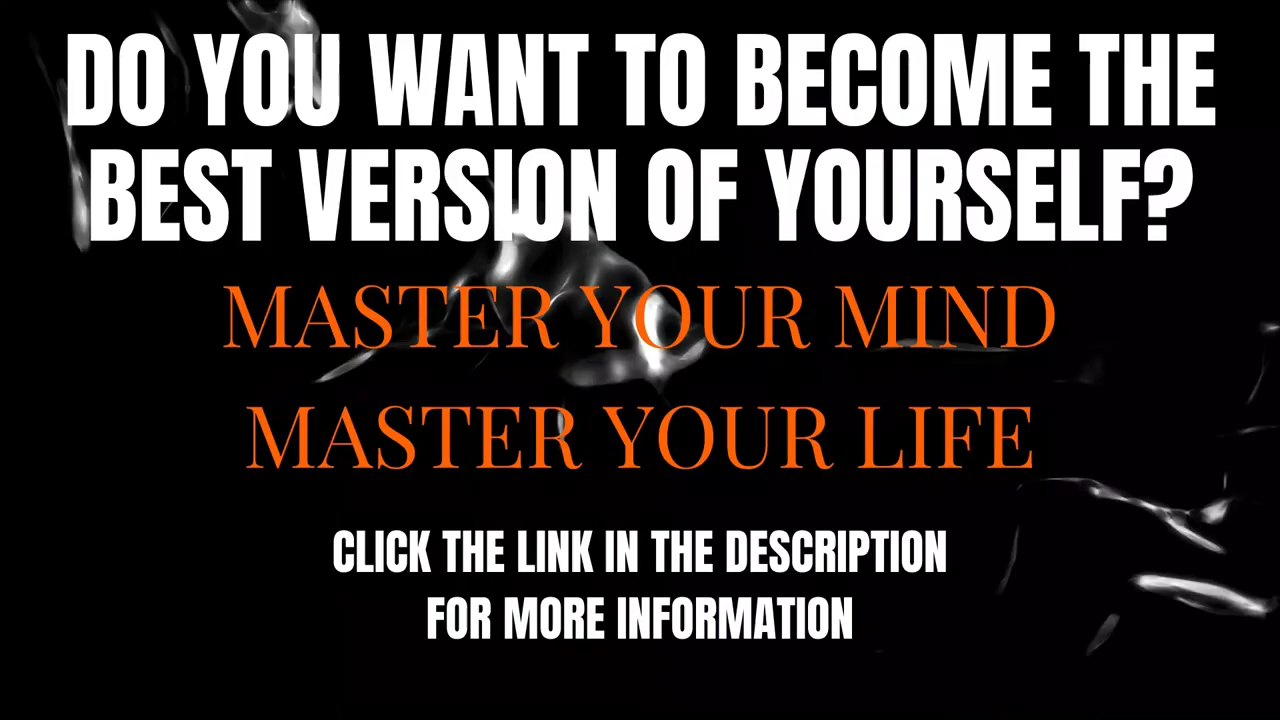 DO YOU WANT TO BECOME THE
BEST VERSION OF YOURSELF?
MASTER YOUR MIND
MASTER YOUR LIFE
CLICK THE LINK IN THE DESCRIPTION
FOR MORE INFORMATION